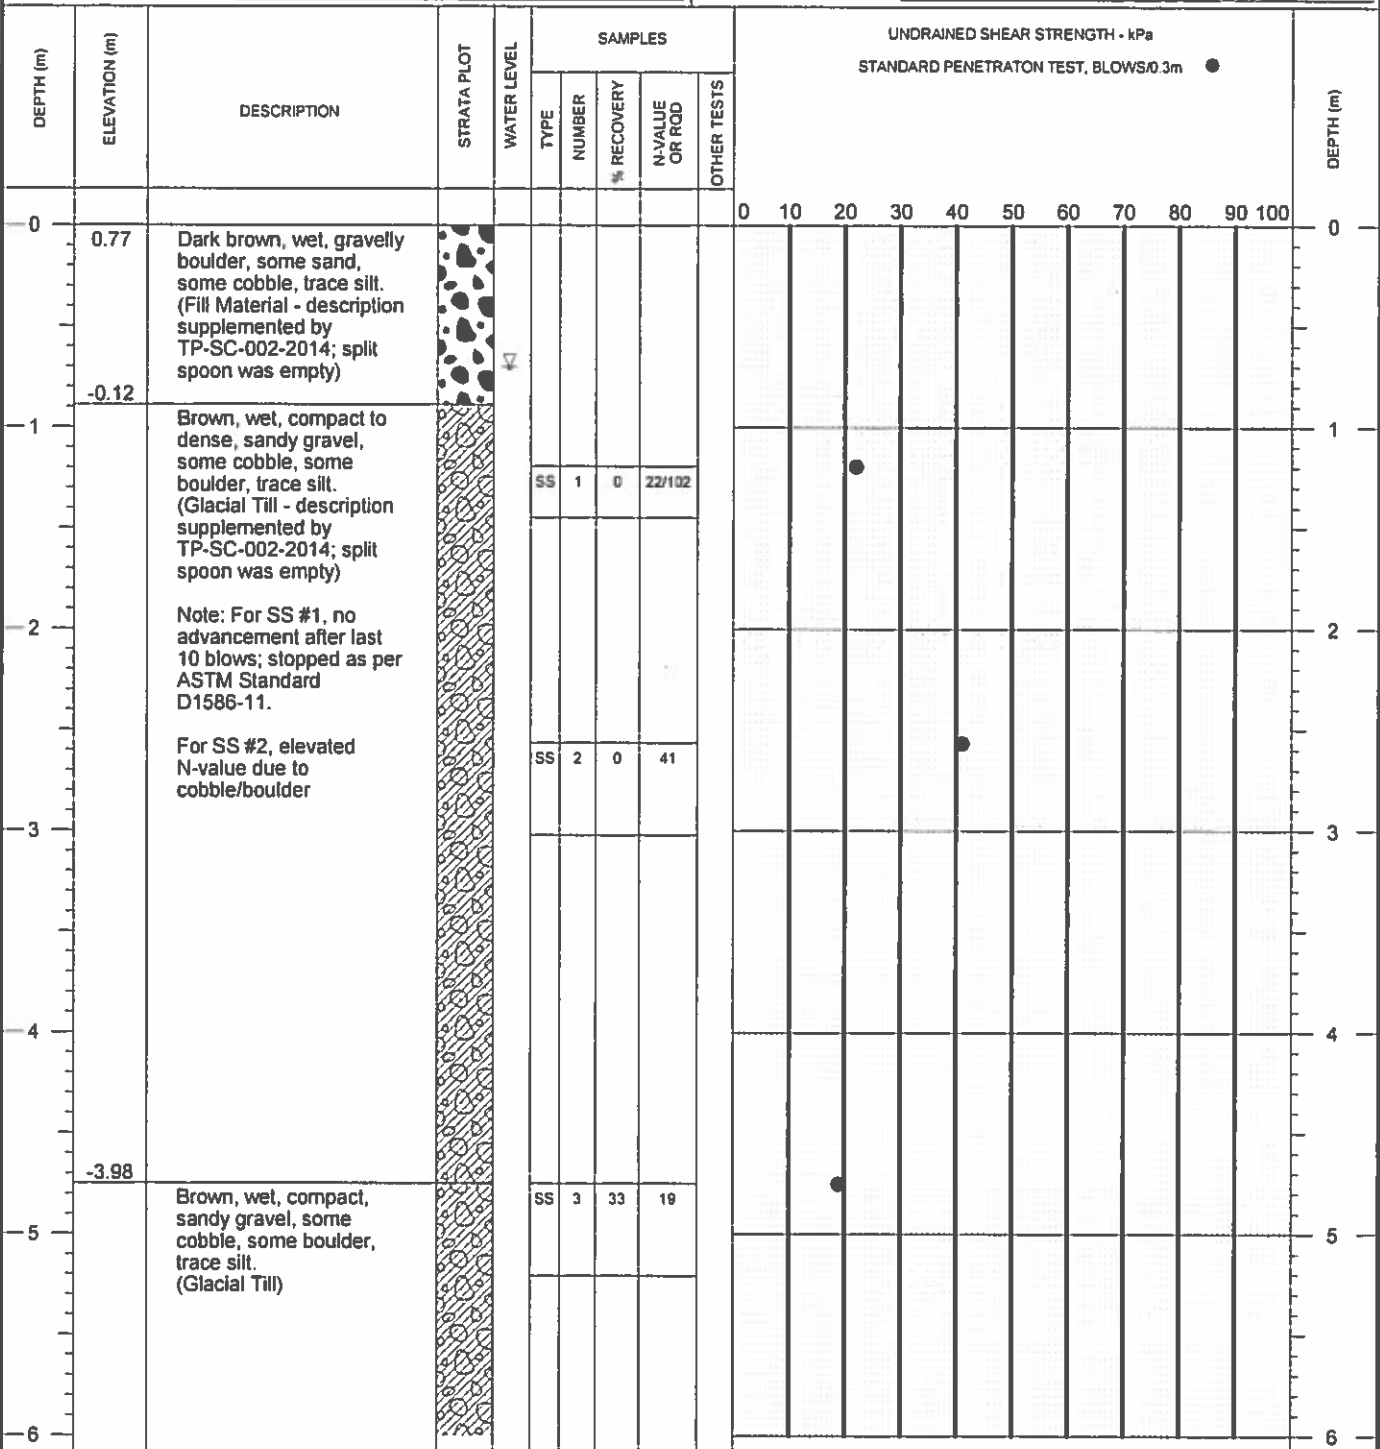 DEPTH (m)
ELEVATION (m)
DESCRIPTION
STRATA PLOT
WATER LEVEL
SAMPLES
TYPE
NUMBER
% RECOVERY
N-VALUE
OR RQD
OTHER TESTS
UNDRAINED SHEAR STRENGTH - kPa
STANDARD PENETRATON TEST, BLOWS/0.3m
DEPTH (m)
0 10 20 30 40 50 60 70 80 90 100
0
0.77
Dark brown, wet, gravelly
boulder, some sand,
some cobble, trace silt.
(Fill Material - description
supplemented by
TP-SC-002-2014; split
spoon was empty)
-0.12
1
Brown, wet, compact to
dense, sandy gravel,
some cobble, some
boulder, trace silt.
(Glacial Till - description
supplemented by
TP-SC-002-2014; split
spoon was empty)
SS 1 0 22/102
2
Note: For SS #1, no
advancement after last
10 blows; stopped as per
ASTM Standard
D1586-11.
For SS #2, elevated
N-value due to
cobble/boulder
SS 2 0 41
3
4
-3.98
Brown, wet, compact,
sandy gravel, some
cobble, some boulder,
trace silt.
(Glacial Till)
SS 3 33 19
5
6
0
1
2
3
4
5
6